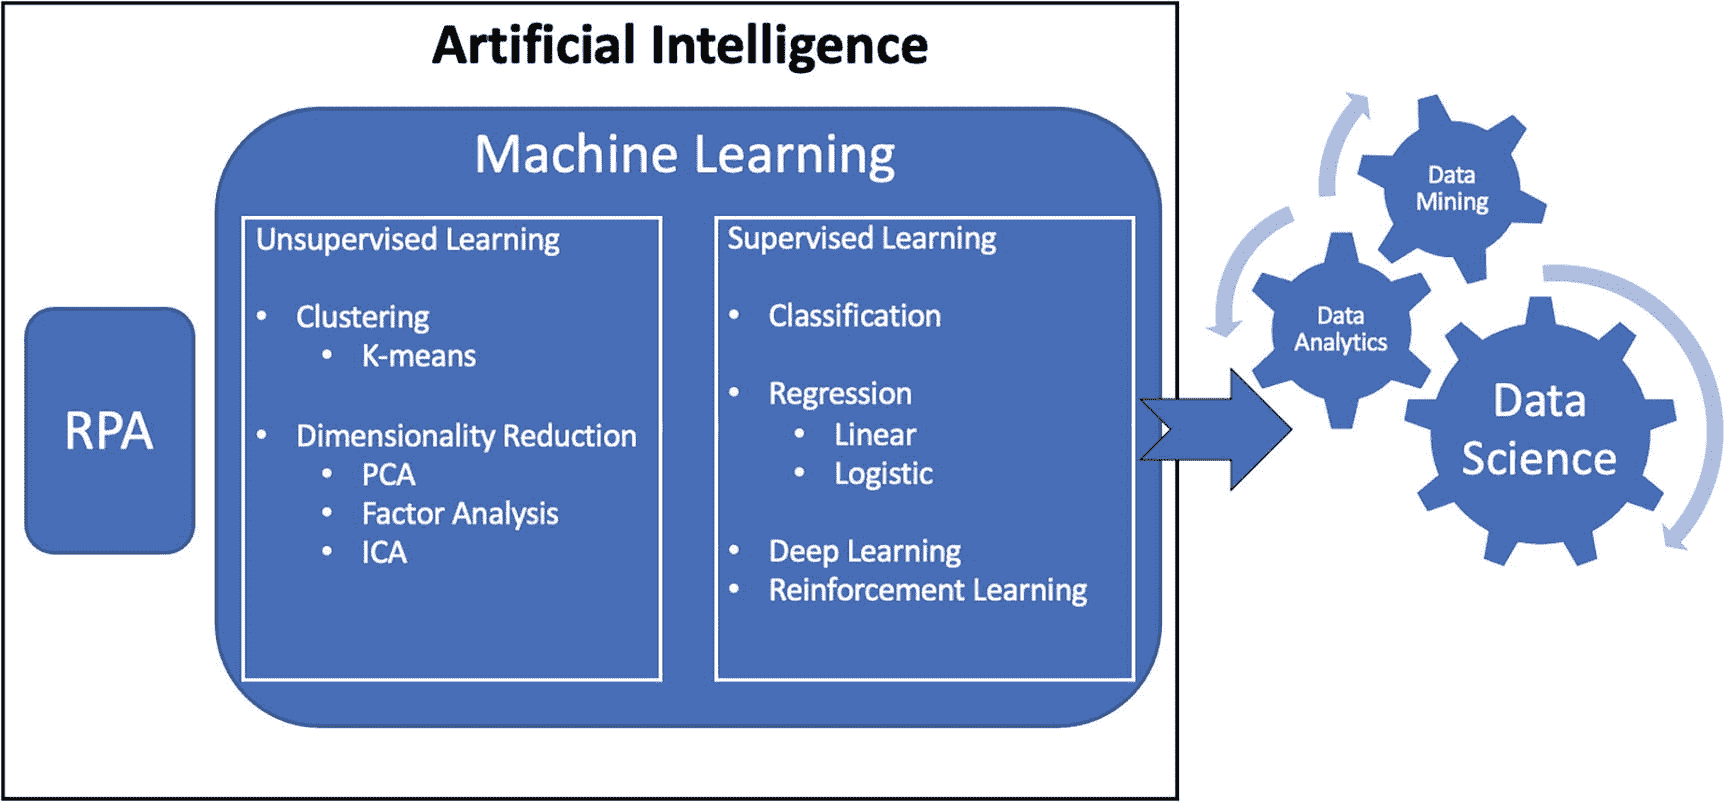 Artificial Intelligence
Machine Learning
RPA
Unsupervised Learning
• Clustering
• K-means
• Dimensionality Reduction
• PCA
• Factor Analysis
• ICA
Supervised Learning
• Classification
• Regression
• Linear
• Logistic
• Deep Learning
• Reinforcement Learning
Data
Mining
Data
Analytics
Data
Science